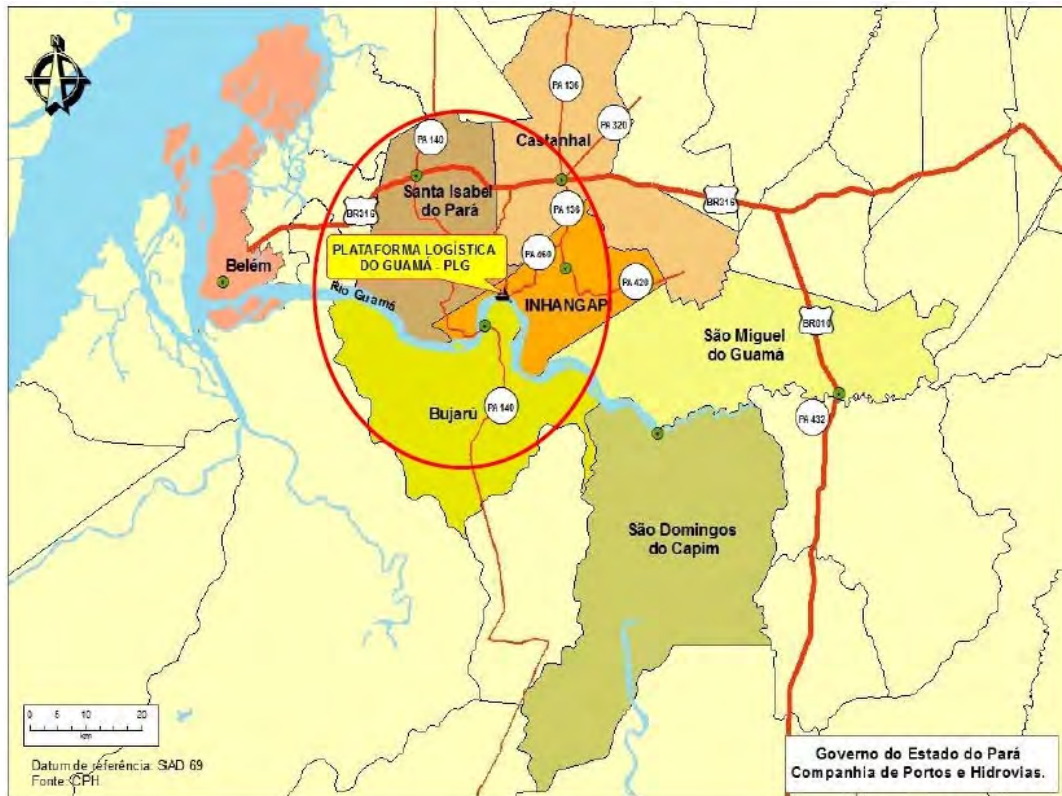 N
PA 136
PA 320
PA 140
Castanhal
Santa Isabel
do Pará
BR316
PA 136
BR316
PLATAFORMA LOGÍSTICA
DO GUAMÁ - PLG
PA 460
Belém
Rio Guamá
PA 420
INHANGAP
São Miguel
do Guamá
BR010
Bujarú
PA 140
PA 432
São Domingos
do Capim
0 5 10 20
km
Datum de referência: SAD 69
Fonte: CPH
Governo do Estado do Pará
Companhia de Portos e Hidrovias.